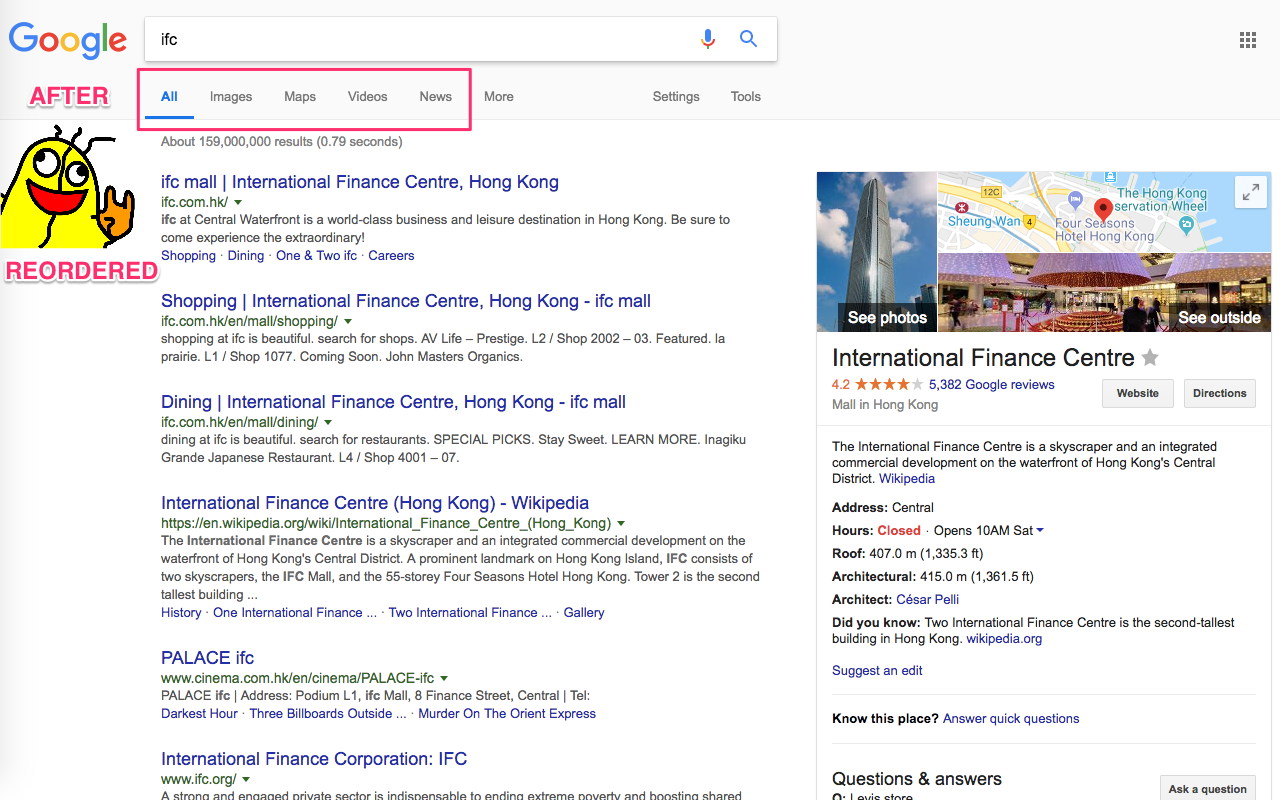 Google
ifc
AFTER
All Images Maps Videos News More Settings Tools
About 159,000,000 results (0.79 seconds)
REORDERED
ifc mall | International Finance Centre, Hong Kong
ifc.com.hk/
ifc at Central Waterfront is a world-class business and leisure destination in Hong Kong. Be sure to
come experience the extraordinary!
Shopping · Dining · One & Two ifc · Careers
Shopping | International Finance Centre, Hong Kong - ifc mall
ifc.com.hk/en/mall/shopping/
shopping at ifc is beautiful. search for shops. AV Life – Prestige. L2 / Shop 2002 – 03. Featured. la
prairie. L1 / Shop 1077. Coming Soon. John Masters Organics.
Dining | International Finance Centre, Hong Kong - ifc mall
ifc.com.hk/en/mall/dining/
dining at ifc is beautiful. search for restaurants. SPECIAL PICKS. Stay Sweet. LEARN MORE. Inagiku
Grande Japanese Restaurant. L4 / Shop 4001 – 07.
International Finance Centre (Hong Kong) - Wikipedia
https://en.wikipedia.org/wiki/International_Finance_Centre_(Hong_Kong)
The International Finance Centre is a skyscraper and an integrated commercial development on the
waterfront of Hong Kong's Central District. A prominent landmark on Hong Kong Island, IFC consists of
two skyscrapers, the IFC Mall, and the 55-storey Four Seasons Hotel Hong Kong. Tower 2 is the second
tallest building ...
History · One International Finance ... · Two International Finance ... · Gallery
PALACE ifc
www.cinema.com.hk/en/cinema/PALACE-ifc
PALACE ifc | Address: Podium L1, ifc Mall, 8 Finance Street, Central | Tel:
Darkest Hour · Three Billboards Outside ... · Murder On The Orient Express
International Finance Corporation: IFC
www.ifc.org/
A strong and engaged private sector is indispensable to ending extreme poverty and boosting shared
12C
The Hong Kong
servation Wheel
Sheung Wan
4
Four Seasons
Hotel Hong Kong
See photos
See outside
International Finance Centre
4.2 5,382 Google reviews
Mall in Hong Kong
Website
Directions
The International Finance Centre is a skyscraper and an integrated
commercial development on the waterfront of Hong Kong's Central
District. Wikipedia
Address: Central
Hours: Closed · Opens 10AM Sat
Roof: 407.0 m (1,335.3 ft)
Architectural: 415.0 m (1,361.5 ft)
Architect: César Pelli
Did you know: Two International Finance Centre is the second-tallest
building in Hong Kong. wikipedia.org
Suggest an edit
Know this place? Answer quick questions
Questions & answers
Ask a question
Q: Levis store